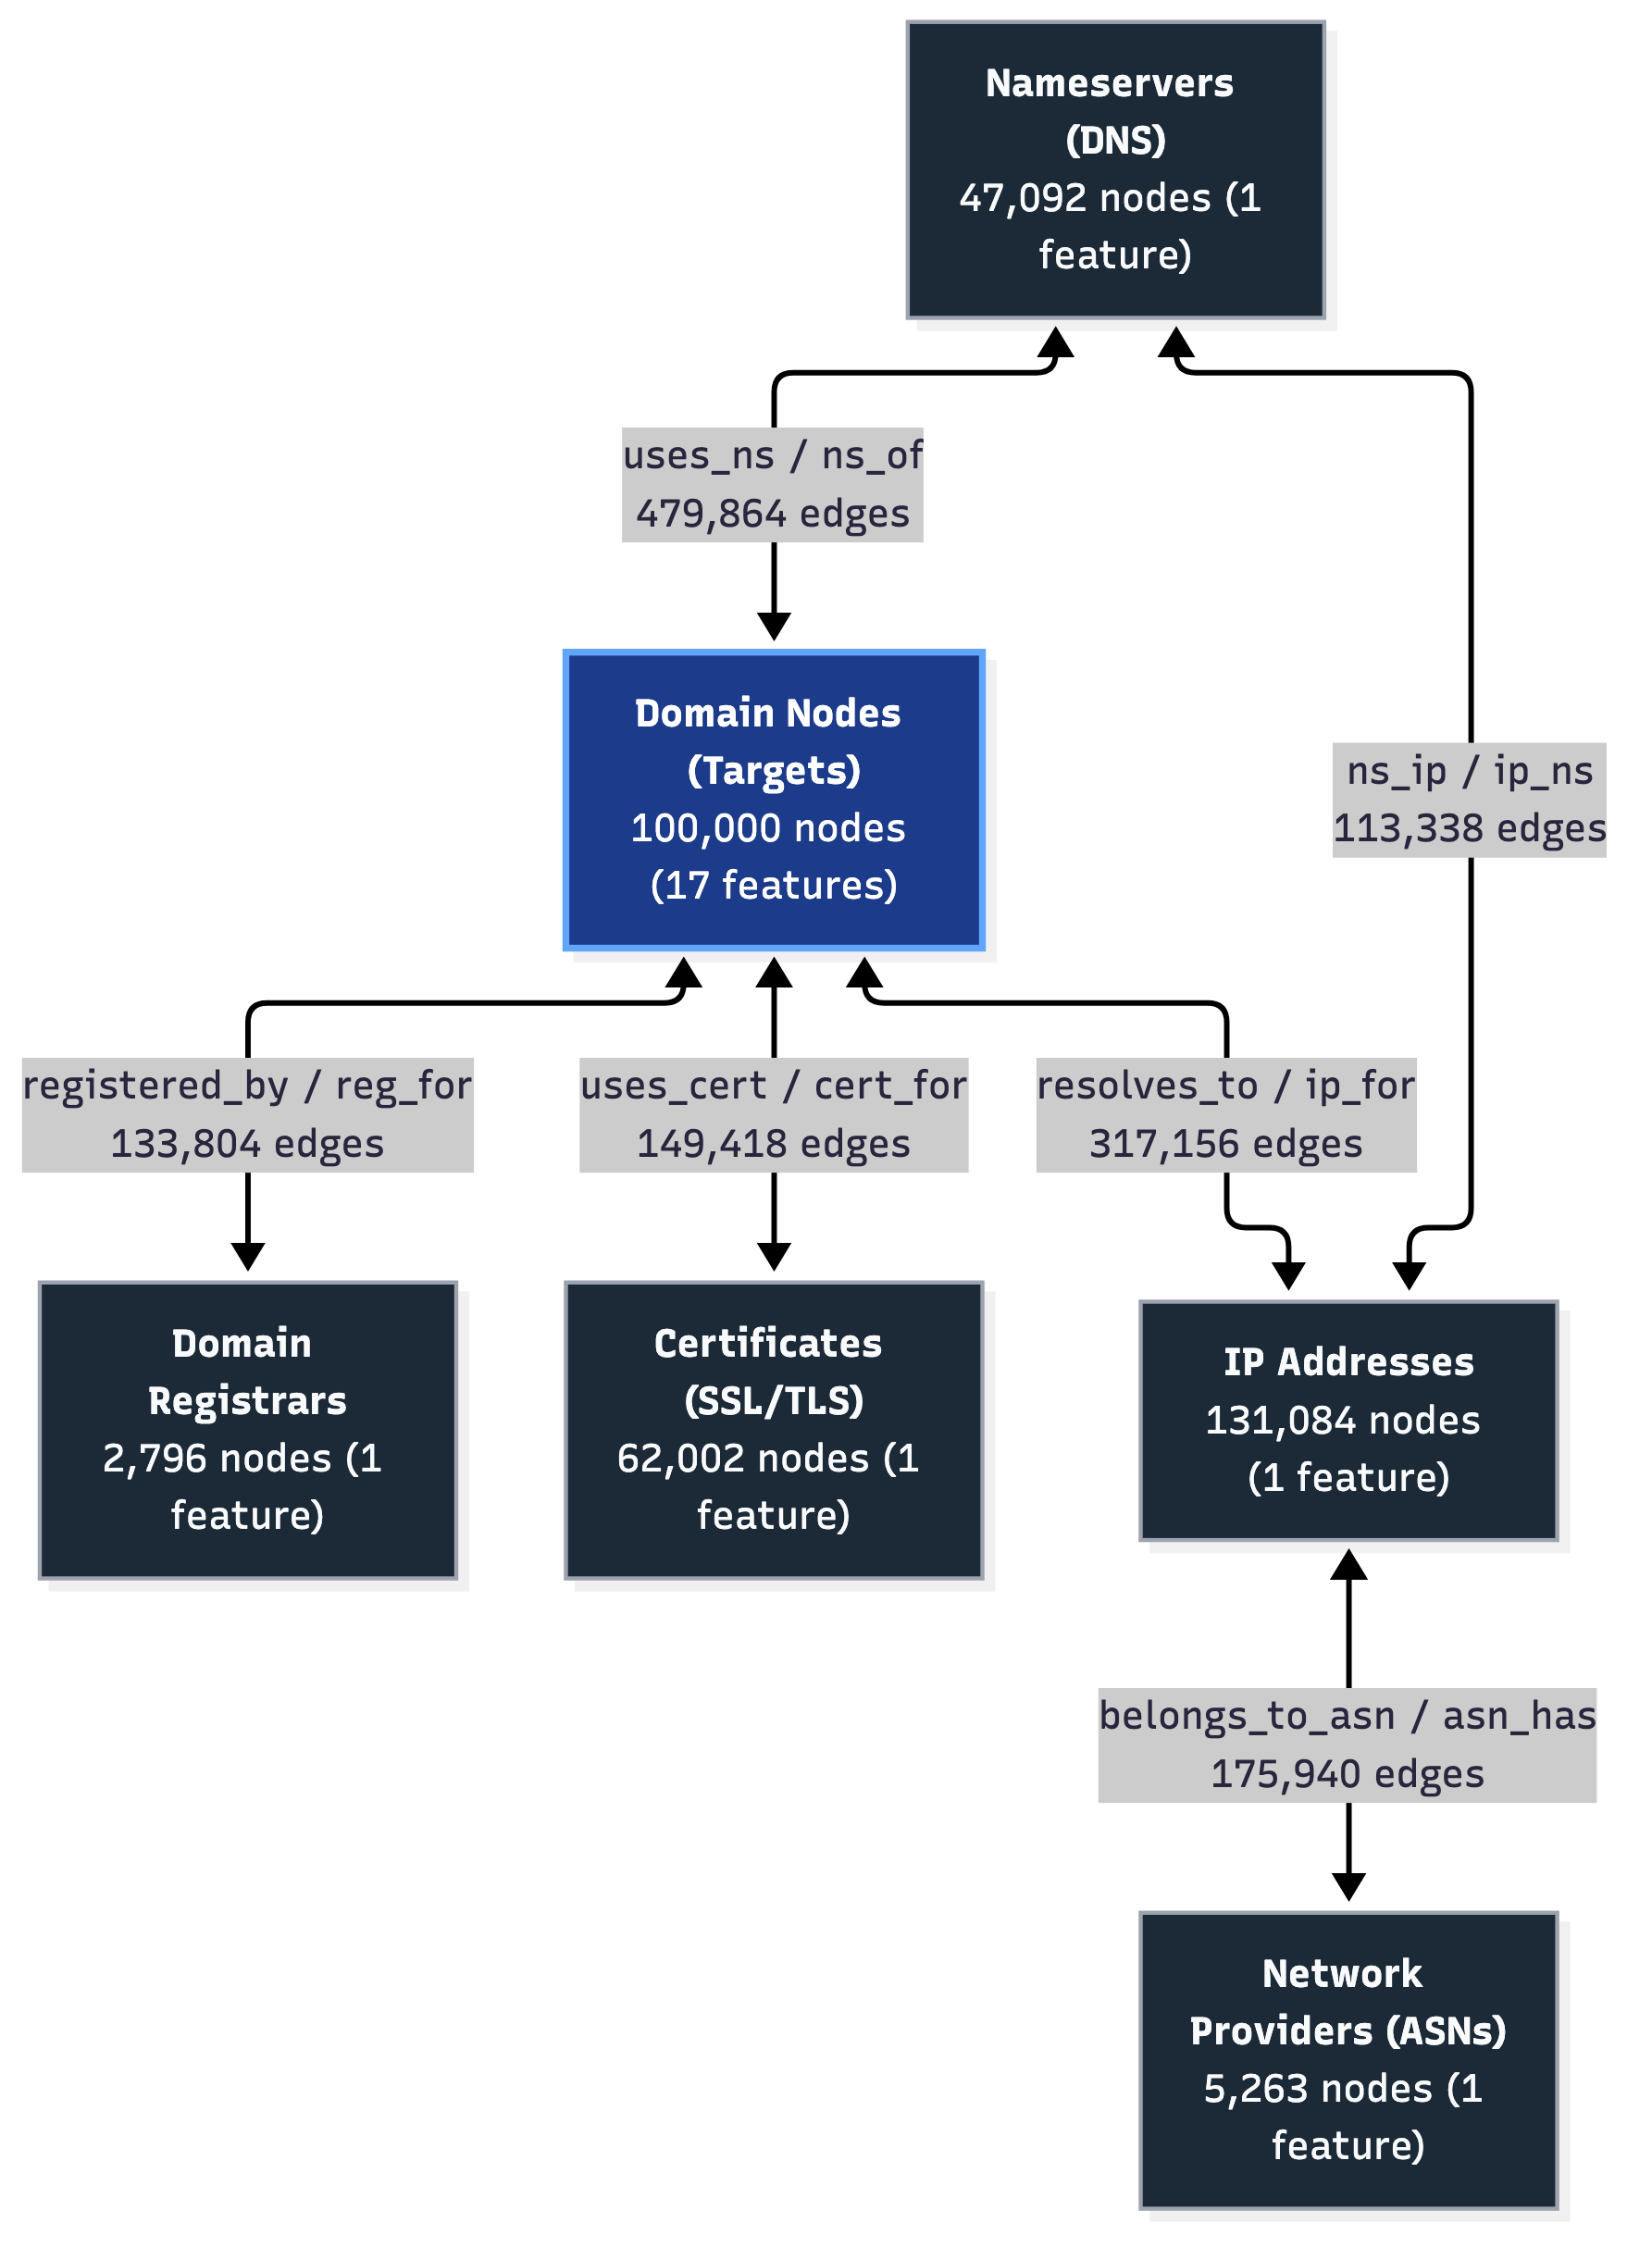 Nameservers
(DNS)
47,092 nodes (1
feature)
uses_ns / ns_of
479,864 edges
Domain Nodes
(Targets)
100,000 nodes
(17 features)
ns_ip / ip_ns
113,338 edges
registered_by / reg_for
133,804 edges
uses_cert / cert_for
149,418 edges
resolves_to / ip_for
317,156 edges
Domain
Registrars
2,796 nodes (1
feature)
Certificates
(SSL/TLS)
62,002 nodes (1
feature)
IP Addresses
131,084 nodes
(1 feature)
belongs_to_asn / asn_has
175,940 edges
Network
Providers (ASNs)
5,263 nodes (1
feature)